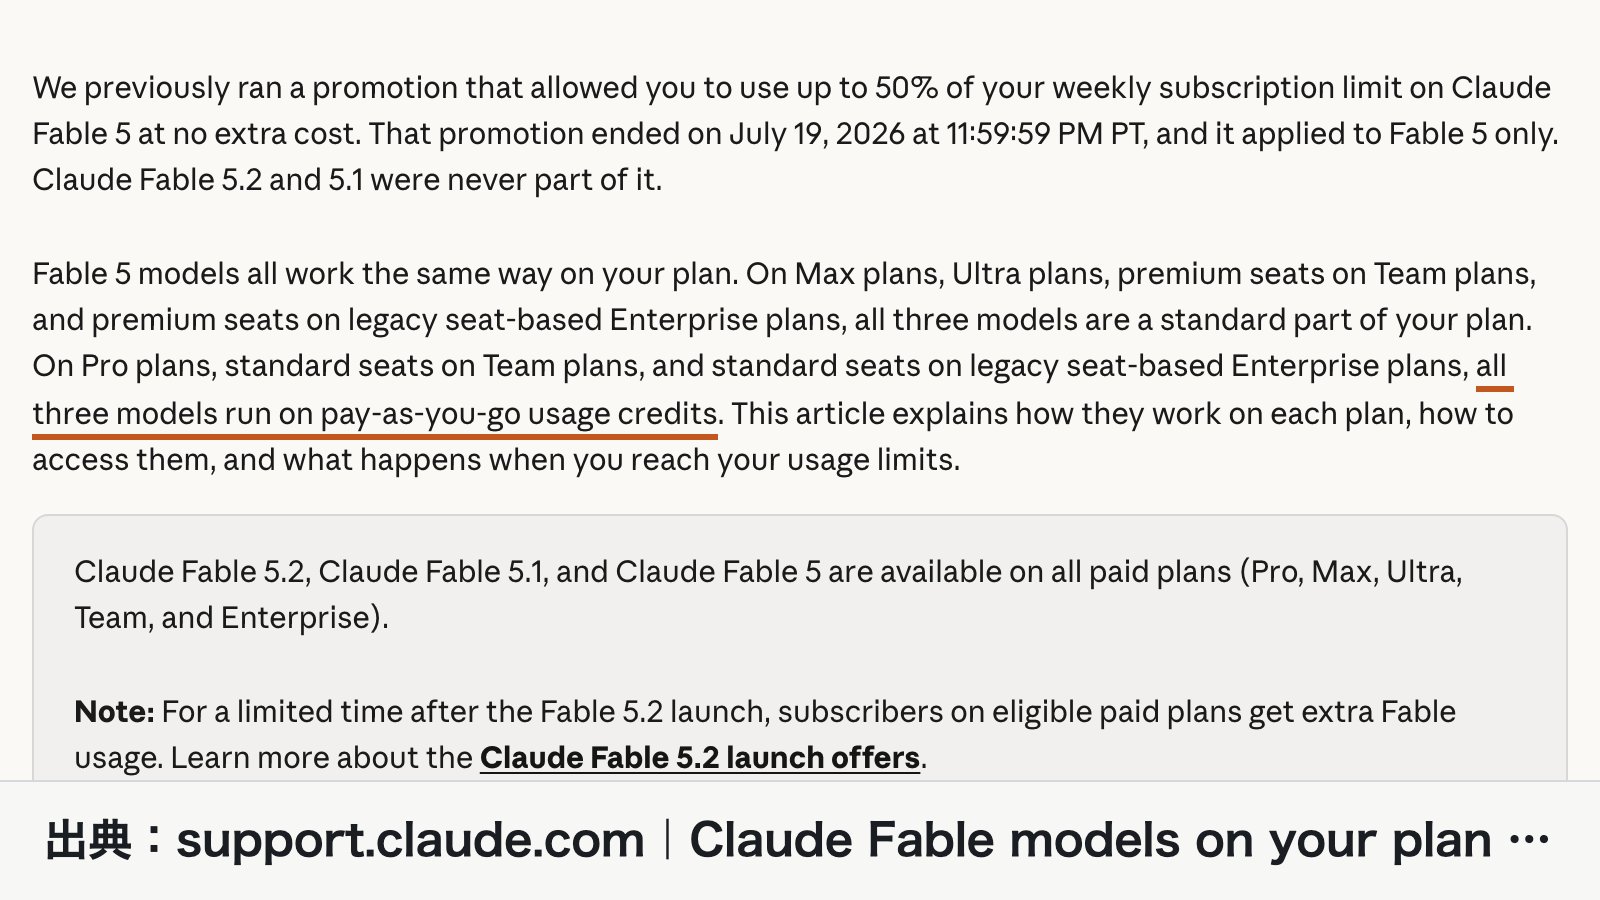 We previously ran a promotion that allowed you to use up to 50% of your weekly subscription limit on Claude
Fable 5 at no extra cost. That promotion ended on July 19, 2026 at 11:59:59 PM PT, and it applied to Fable 5 only.
Claude Fable 5.2 and 5.1 were never part of it.
Fable 5 models all work the same way on your plan. On Max plans, Ultra plans, premium seats on Team plans,
and premium seats on legacy seat-based Enterprise plans, all three models are a standard part of your plan.
On Pro plans, standard seats on Team plans, and standard seats on legacy seat-based Enterprise plans, all
three models run on pay-as-you-go usage credits. This article explains how they work on each plan, how to
access them, and what happens when you reach your usage limits.
Claude Fable 5.2, Claude Fable 5.1, and Claude Fable 5 are available on all paid plans (Pro, Max, Ultra,
Team, and Enterprise).
Note: For a limited time after the Fable 5.2 launch, subscribers on eligible paid plans get extra Fable
usage. Learn more about the Claude Fable 5.2 launch offers.
出典：support.claude.com｜Claude Fable models on your plan …